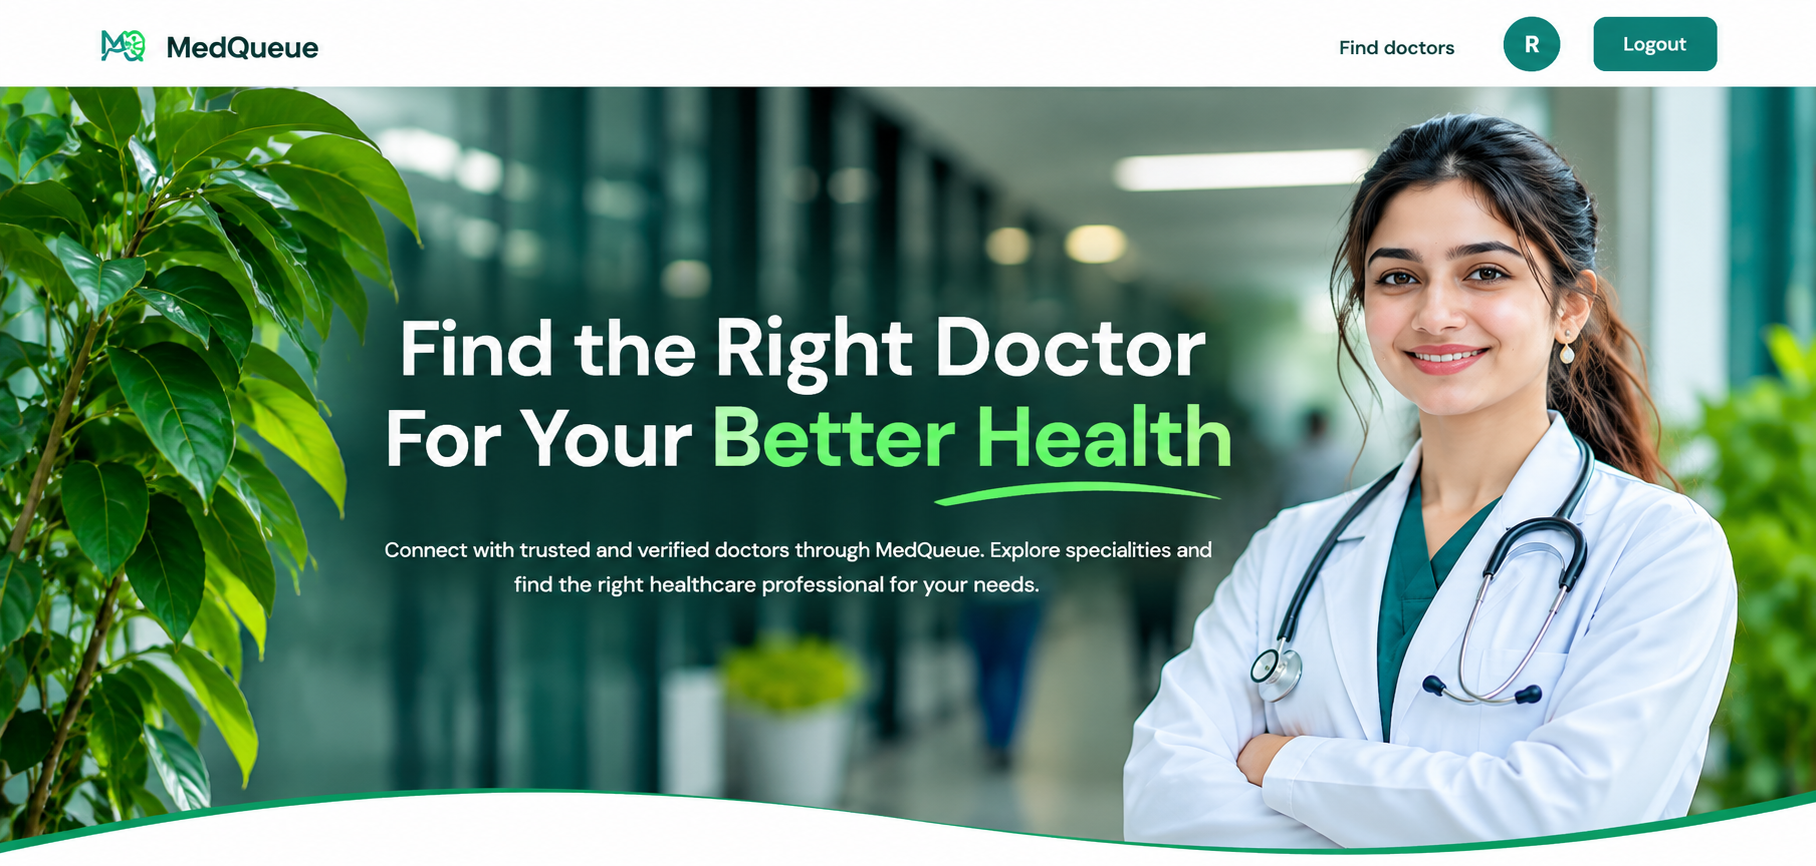 MedQueue
Find doctors
R
Logout
Find the Right Doctor
For Your Better Health
Connect with trusted and verified doctors through MedQueue. Explore specialities and
find the right healthcare professional for your needs.